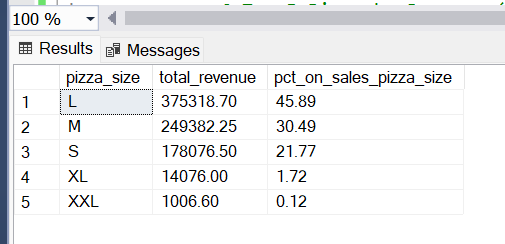 100 %
Results Messages
pizza_size total_revenue pct_on_sales_pizza_size
1 L 375318.70 45.89
2 M 249382.25 30.49
3 S 178076.50 21.77
4 XL 14076.00 1.72
5 XXL 1006.60 0.12